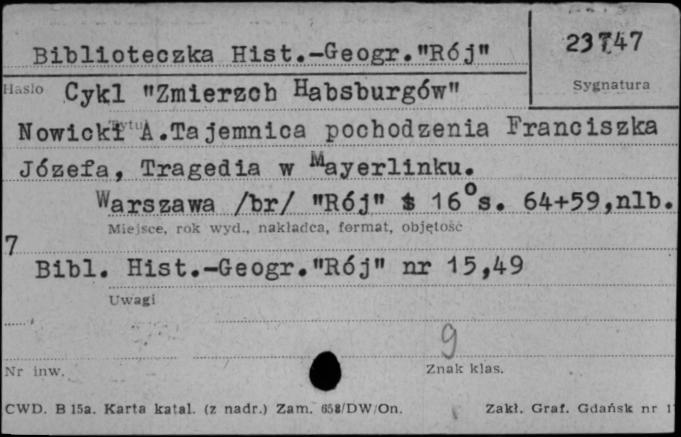 Biblioteczka Hist.-Geogr."Rój"
23747
Hasło Cykl "Zmierzch Habsburgów"
Sygnatura
Nowicki A.Tajemnica pochodzenia Franciszka
Tytuł
Józefa, Tragedia w Mayerlinku.
Warszawa /br/ "Rój" 16°s. 64+59,nlb.
Miejsce, rok wyd., nakładca, format, objętość
7
Bibl. Hist.-Geogr."Rój" nr 15,49
Uwagi
9
Nr inw.
Znak klas.
CWD. B 15a. Karta katal. (z nadr.) Zam. 658/DW/On.
Zakł. Graf. Gdańsk nr